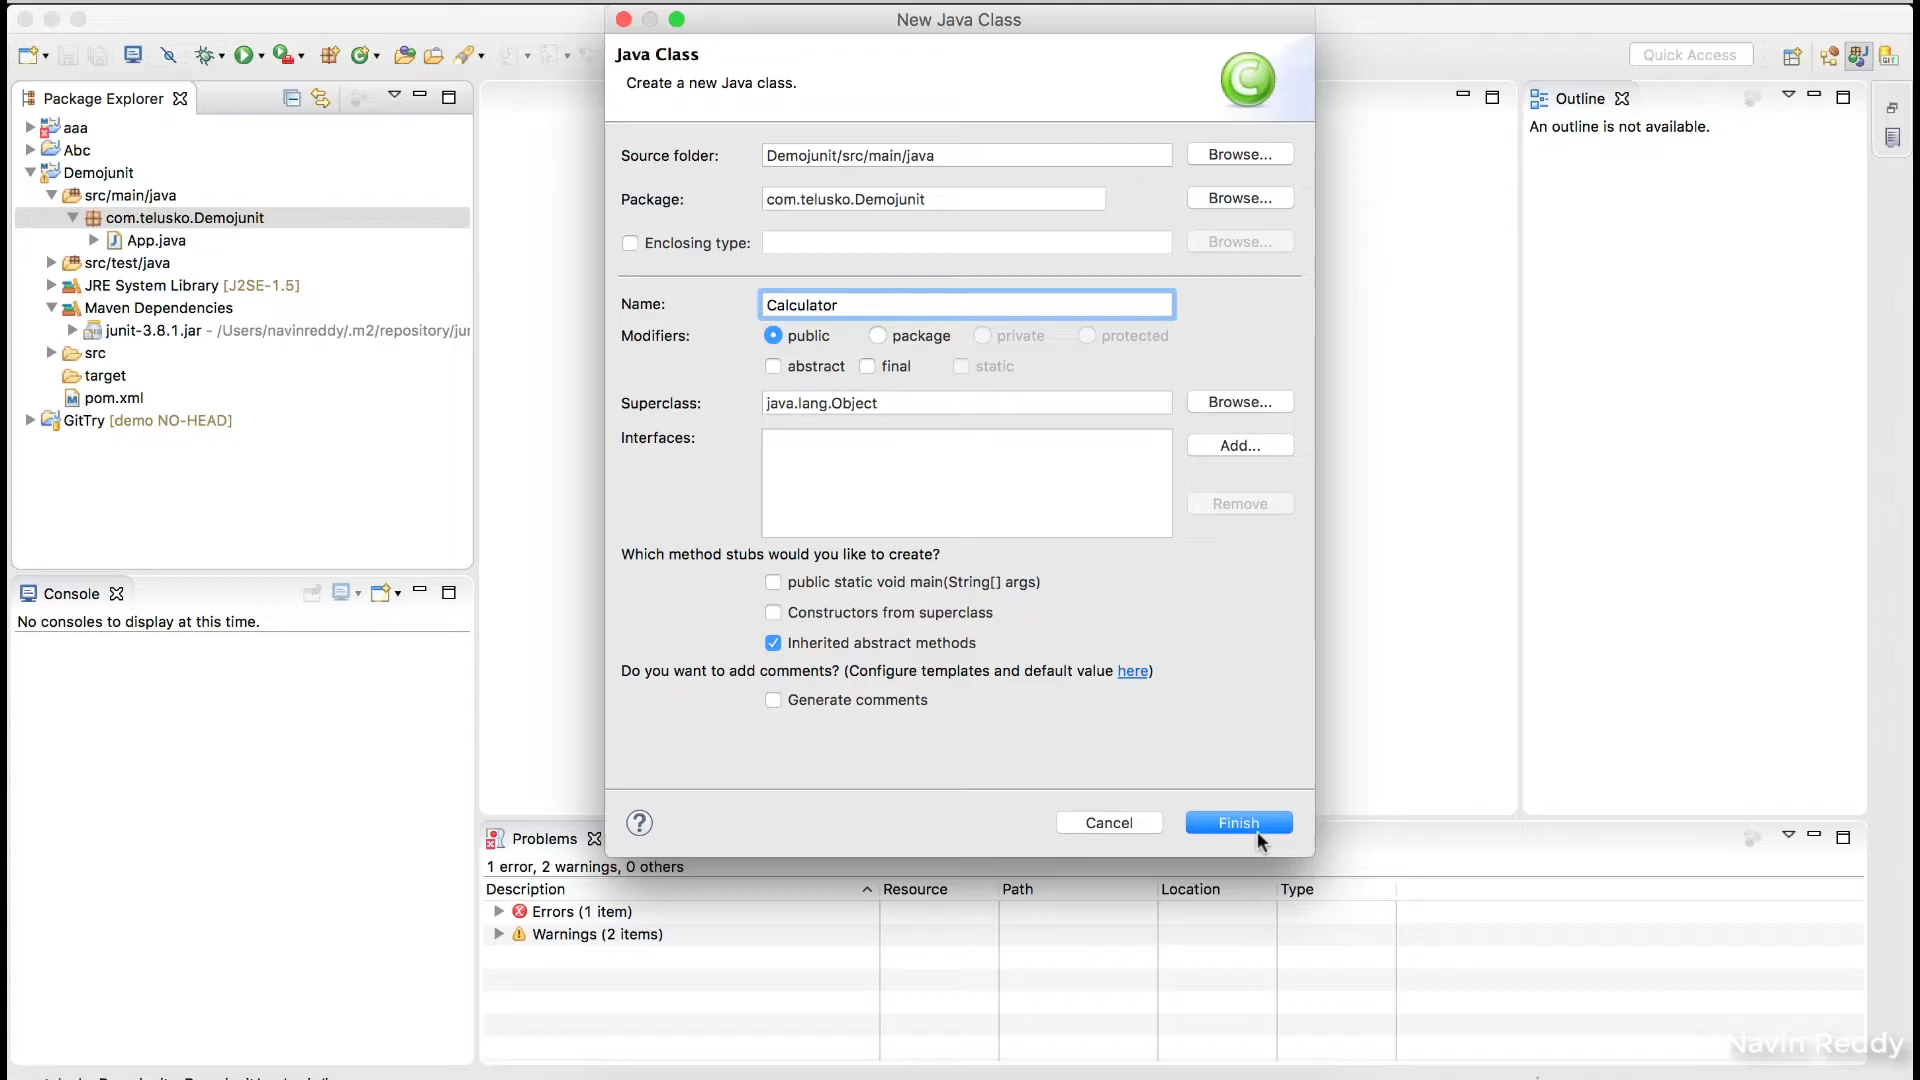 New Java Class
Quick Access
Java Class
Create a new Java class.
Package Explorer
aaa
Abc
Demojunit
src/main/java
com.telusko.Demojunit
App.java
src/test/java
JRE System Library [J2SE-1.5]
Maven Dependencies
junit-3.8.1.jar - /Users/navinreddy/.m2/repository/jun
src
target
pom.xml
GitTry [demo NO-HEAD]
Source folder: Demojunit/src/main/java Browse...
Package: com.telusko.Demojunit Browse...
Enclosing type: Browse...
Name: Calculator
Modifiers: public package private protected
abstract final static
Superclass: java.lang.Object Browse...
Interfaces: Add...
Remove
Which method stubs would you like to create?
public static void main(String[] args)
Constructors from superclass
Inherited abstract methods
Do you want to add comments? (Configure templates and default value here)
Generate comments
Cancel Finish
Outline
An outline is not available.
Console
No consoles to display at this time.
Problems
1 error, 2 warnings, 0 others
Description Resource Path Location Type
Errors (1 item)
Warnings (2 items)
Navin Reddy